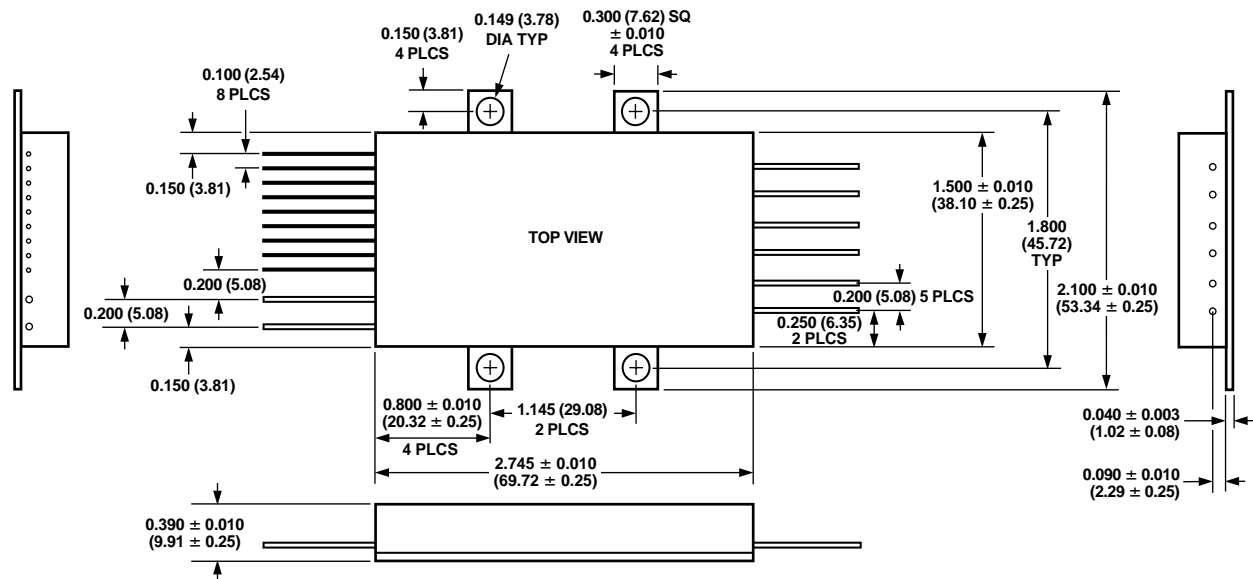 0.150 (3.81)
4 PLCS
0.149 (3.78)
DIA TYP
0.300 (7.62) SQ
± 0.010
4 PLCS
0.100 (2.54)
8 PLCS
0.150 (3.81)
TOP VIEW
1.500 ± 0.010
(38.10 ± 0.25)
1.800
(45.72)
TYP
2.100 ± 0.010
(53.34 ± 0.25)
0.200 (5.08)
0.200 (5.08)
0.200 (5.08) 5 PLCS
0.250 (6.35)
2 PLCS
0.150 (3.81)
0.800 ± 0.010
(20.32 ± 0.25)
4 PLCS
1.145 (29.08)
2 PLCS
2.745 ± 0.010
(69.72 ± 0.25)
0.040 ± 0.003
(1.02 ± 0.08)
0.090 ± 0.010
(2.29 ± 0.25)
0.390 ± 0.010
(9.91 ± 0.25)